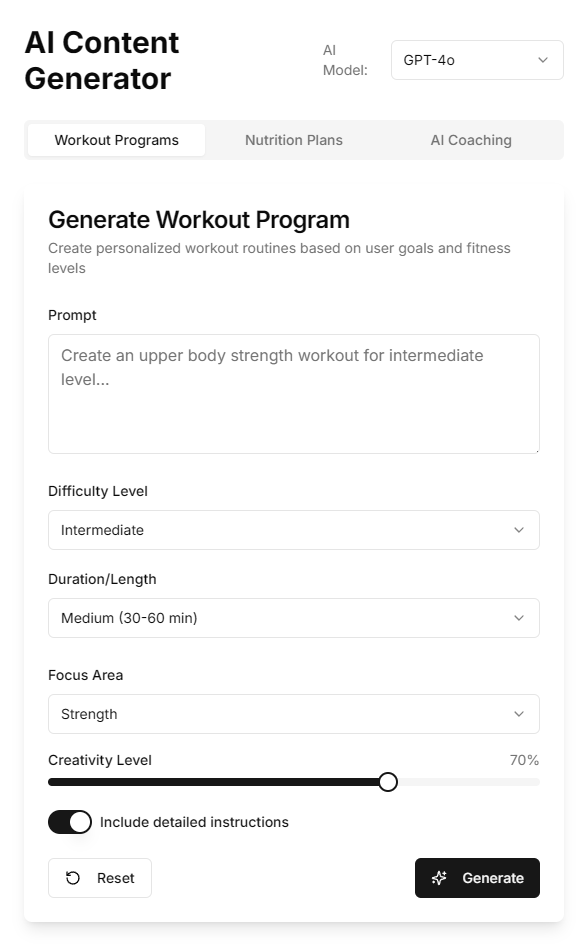 AI Content
Generator
AI
Model:
GPT-4o
Workout Programs
Nutrition Plans
AI Coaching
Generate Workout Program
Create personalized workout routines based on user goals and fitness
levels
Prompt
Create an upper body strength workout for intermediate
level...
Difficulty Level
Intermediate
Duration/Length
Medium (30-60 min)
Focus Area
Strength
Creativity Level
70%
Include detailed instructions
Reset
Generate